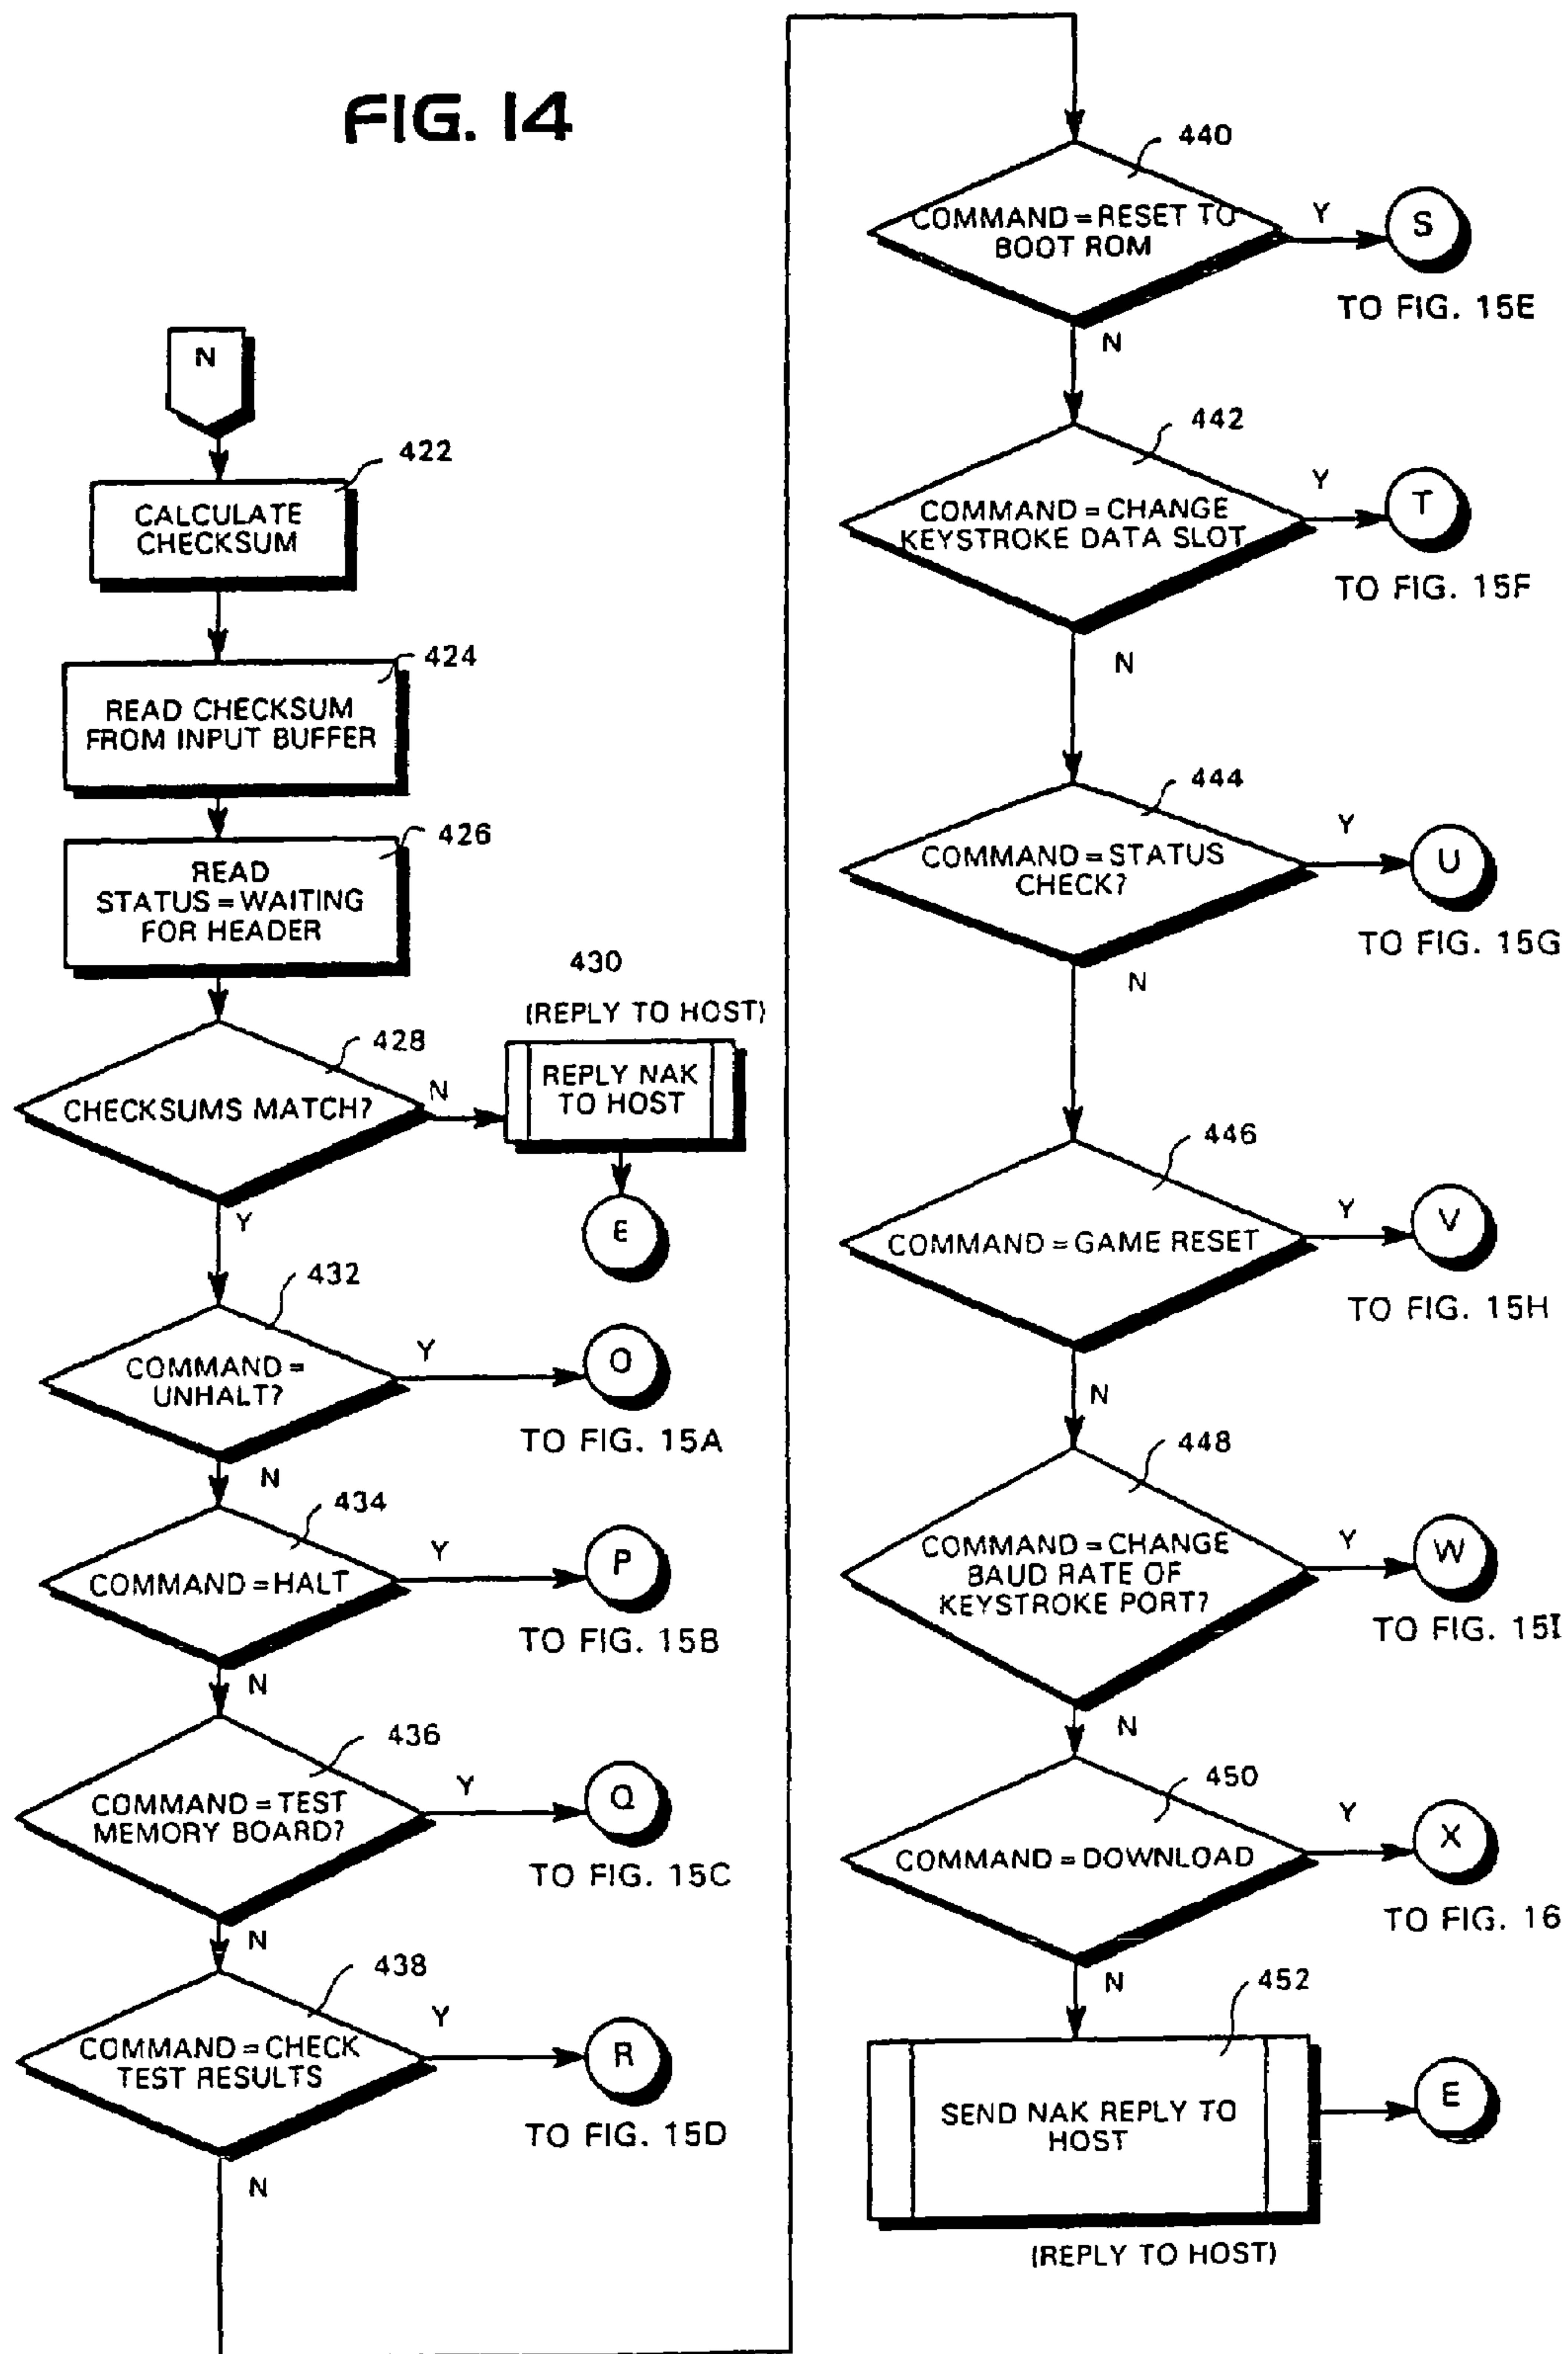 FIG. 14
N
422
CALCULATE
CHECKSUM
424
READ CHECKSUM
FROM INPUT BUFFER
426
READ
STATUS = WAITING
FOR HEADER
428
CHECKSUMS MATCH?
N
430
(REPLY TO HOST)
REPLY NAK
TO HOST
E
Y
432
COMMAND =
UNHALT?
Y
O
TO FIG. 15A
N
434
COMMAND = HALT
Y
P
TO FIG. 15B
N
436
COMMAND = TEST
MEMORY BOARD?
Y
Q
TO FIG. 15C
N
438
COMMAND = CHECK
TEST RESULTS
Y
R
TO FIG. 15D
N
440
COMMAND = RESET TO
BOOT ROM
Y
S
TO FIG. 15E
N
442
COMMAND = CHANGE
KEYSTROKE DATA SLOT
Y
T
TO FIG. 15F
N
444
COMMAND = STATUS
CHECK?
Y
U
TO FIG. 15G
N
446
COMMAND = GAME RESET
Y
V
TO FIG. 15H
N
448
COMMAND = CHANGE
BAUD RATE OF
KEYSTROKE PORT?
Y
W
TO FIG. 15I
N
450
COMMAND = DOWNLOAD
Y
X
TO FIG. 16
N
452
SEND NAK REPLY TO
HOST
E
(REPLY TO HOST)